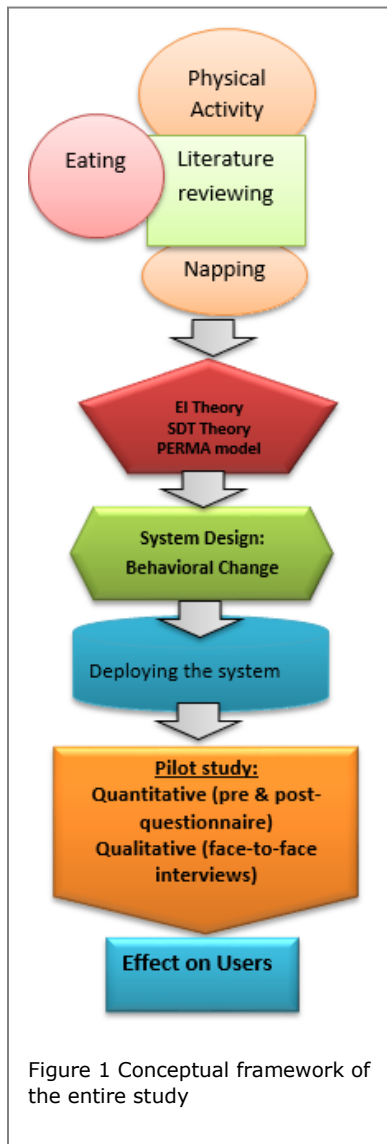 Physical
Activity
Eating
Literature
reviewing
Napping
EI Theory
SDT Theory
PERMA model
System Design:
Behavioral Change
Deploying the system
Pilot study:
Quantitative (pre & post-
questionnaire)
Qualitative (face-to-face
interviews)
Effect on Users
Figure 1 Conceptual framework of
the entire study